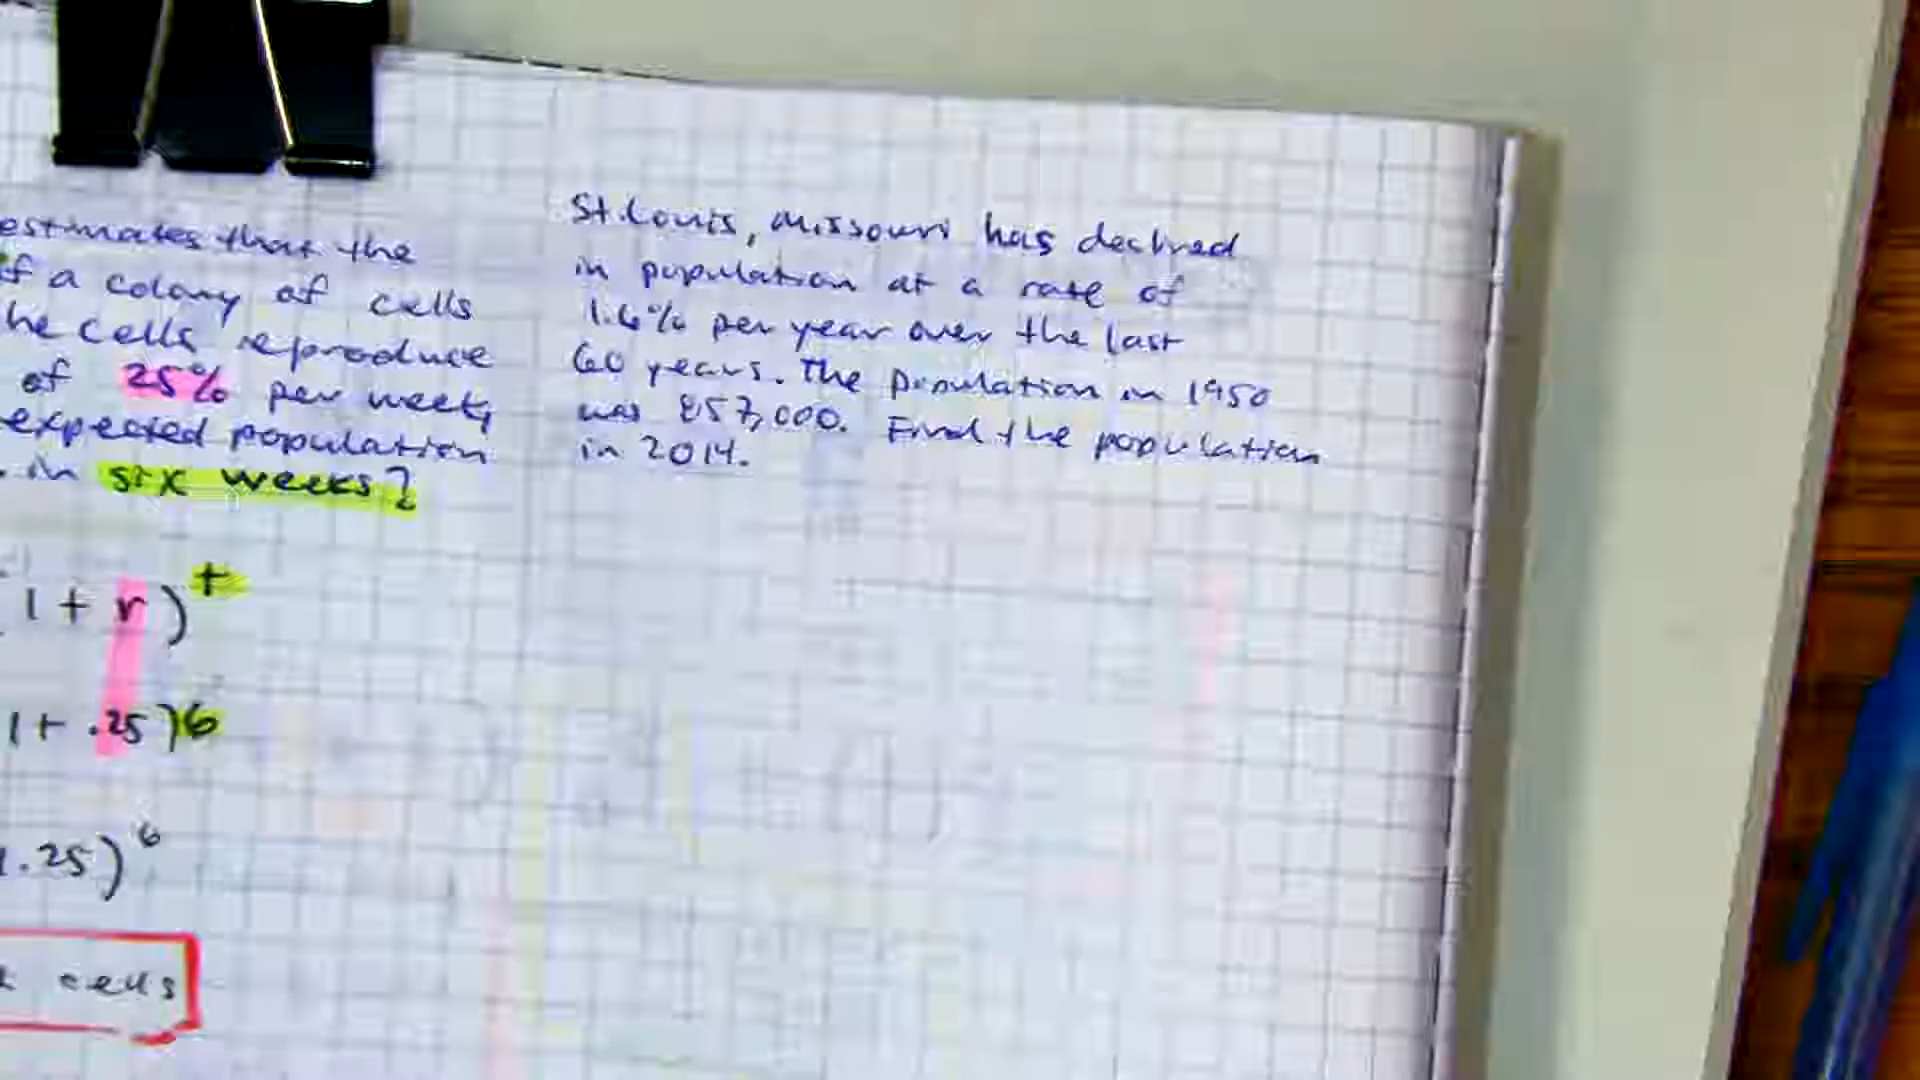 estimates that the
of a colony of cells
he cells reproduce
of 25% per week,
expected population
in six weeks?
1 + r)^t
1 + .25)^6
1.25)^6
cells
St. Louis, Missouri has declined
in population at a rate of
1.6% per year over the last
60 years. The population in 1950
was 857,000. Find the population
in 2014.